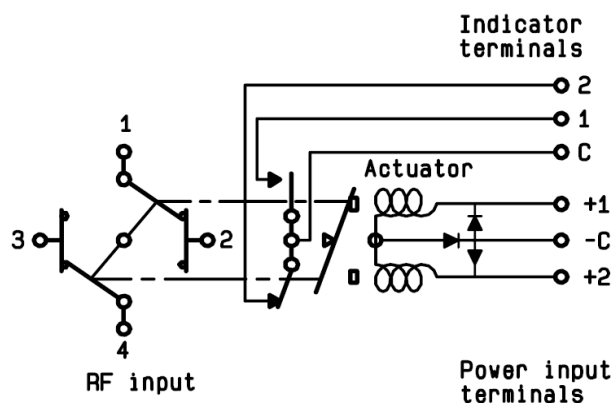 Indicator
terminals
2
1
C
1
Actuator
+1
3
2
-C
+2
4
RF input
Power input
terminals